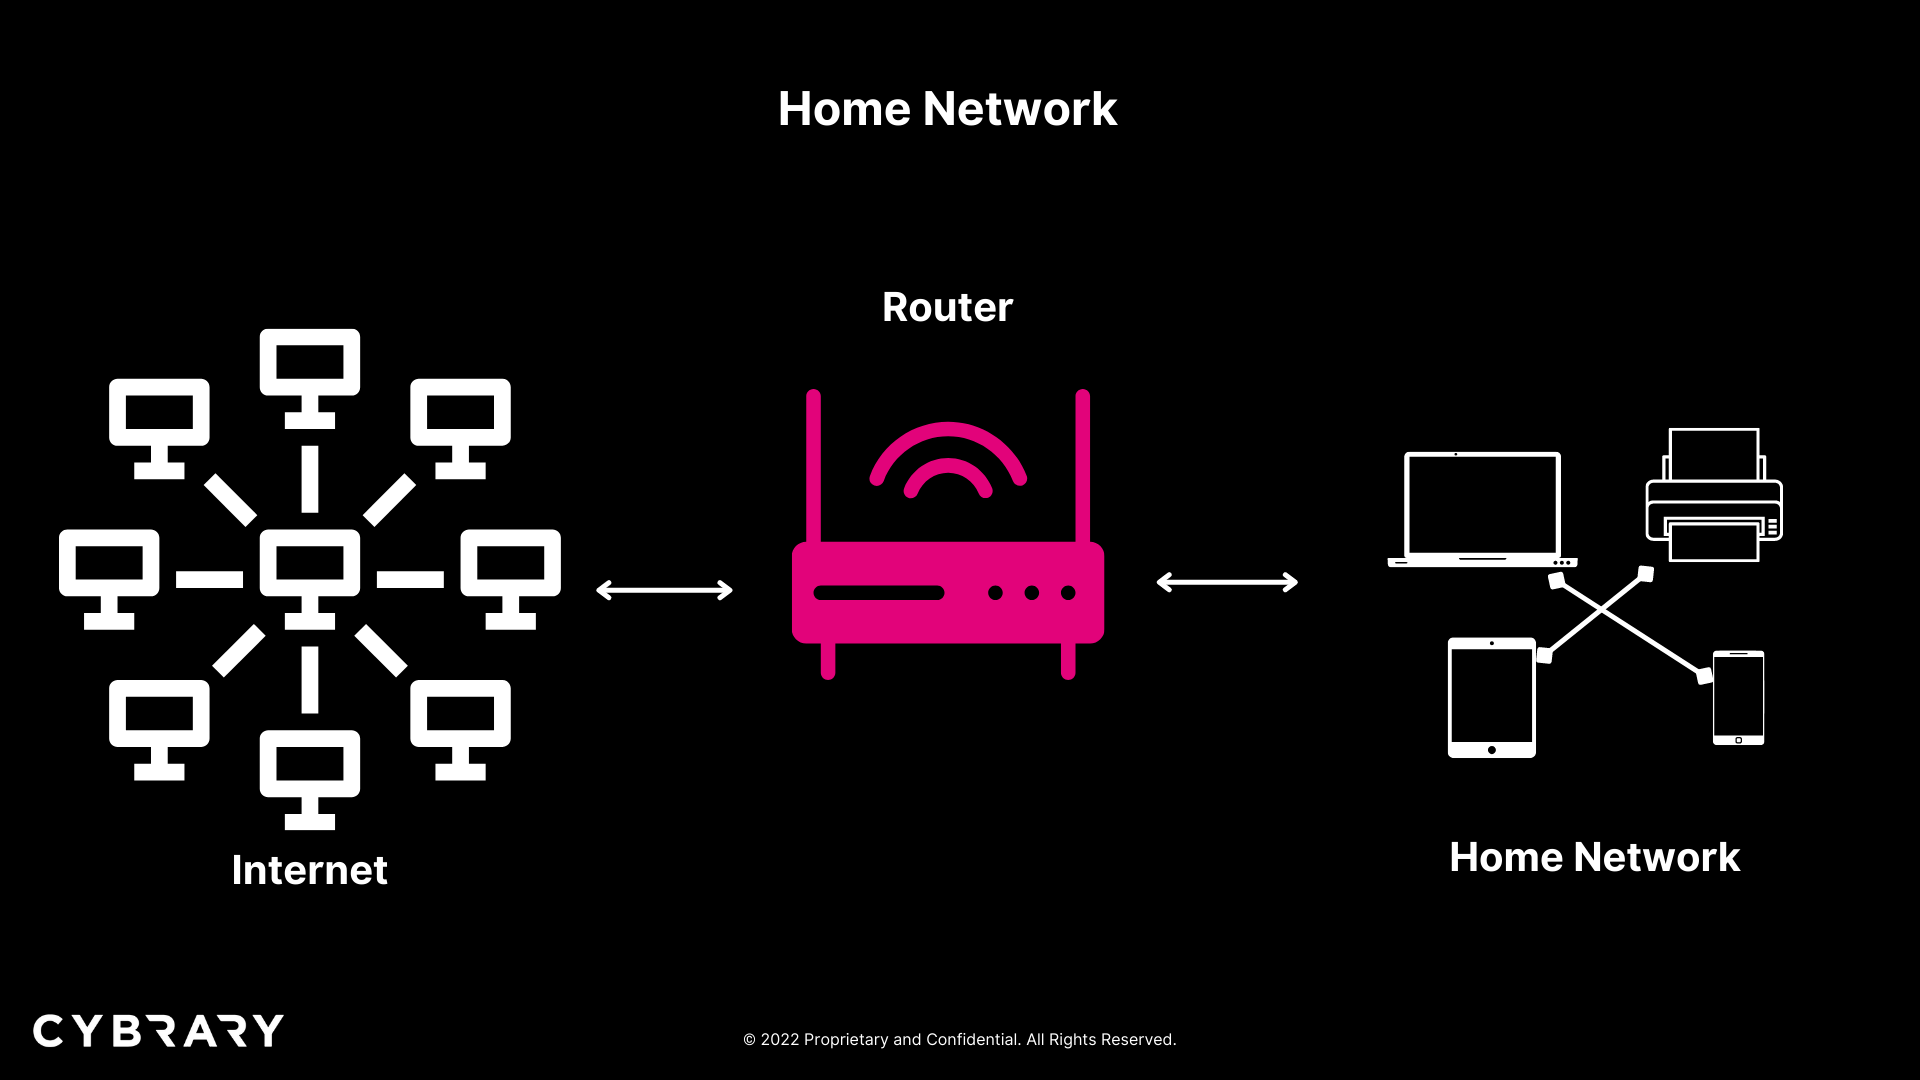 Home Network
Router
Internet
Home Network
CYBRARY
© 2022 Proprietary and Confidential. All Rights Reserved.